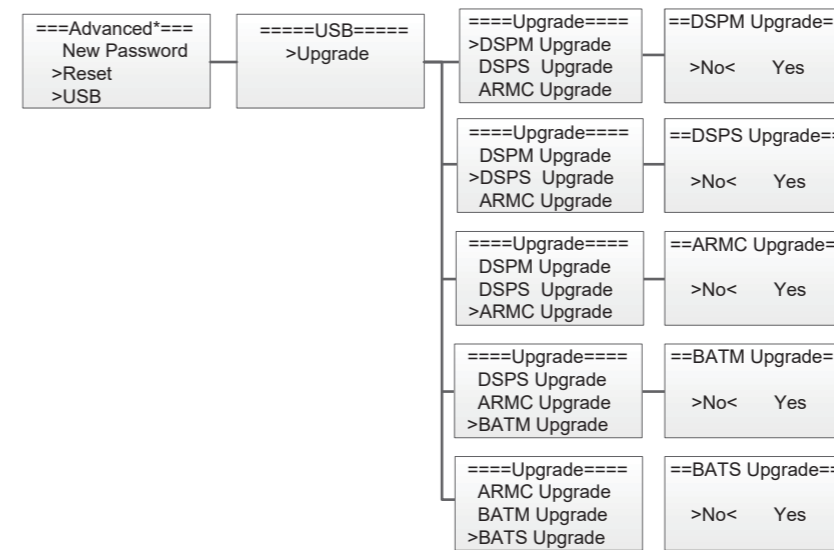 ===Advanced*===
New Password
>Reset
>USB
=====USB=====
>Upgrade
====Upgrade====
>DSPM Upgrade
DSPS Upgrade
ARMC Upgrade
==DSPM Upgrade=
>No< Yes
====Upgrade====
DSPM Upgrade
>DSPS Upgrade
ARMC Upgrade
==DSPS Upgrade==
>No< Yes
====Upgrade====
DSPM Upgrade
DSPS Upgrade
>ARMC Upgrade
==ARMC Upgrade=
>No< Yes
====Upgrade====
DSPS Upgrade
ARMC Upgrade
>BATM Upgrade
==BATM Upgrade=
>No< Yes
====Upgrade====
ARMC Upgrade
BATM Upgrade
>BATS Upgrade
==BATS Upgrade==
>No< Yes